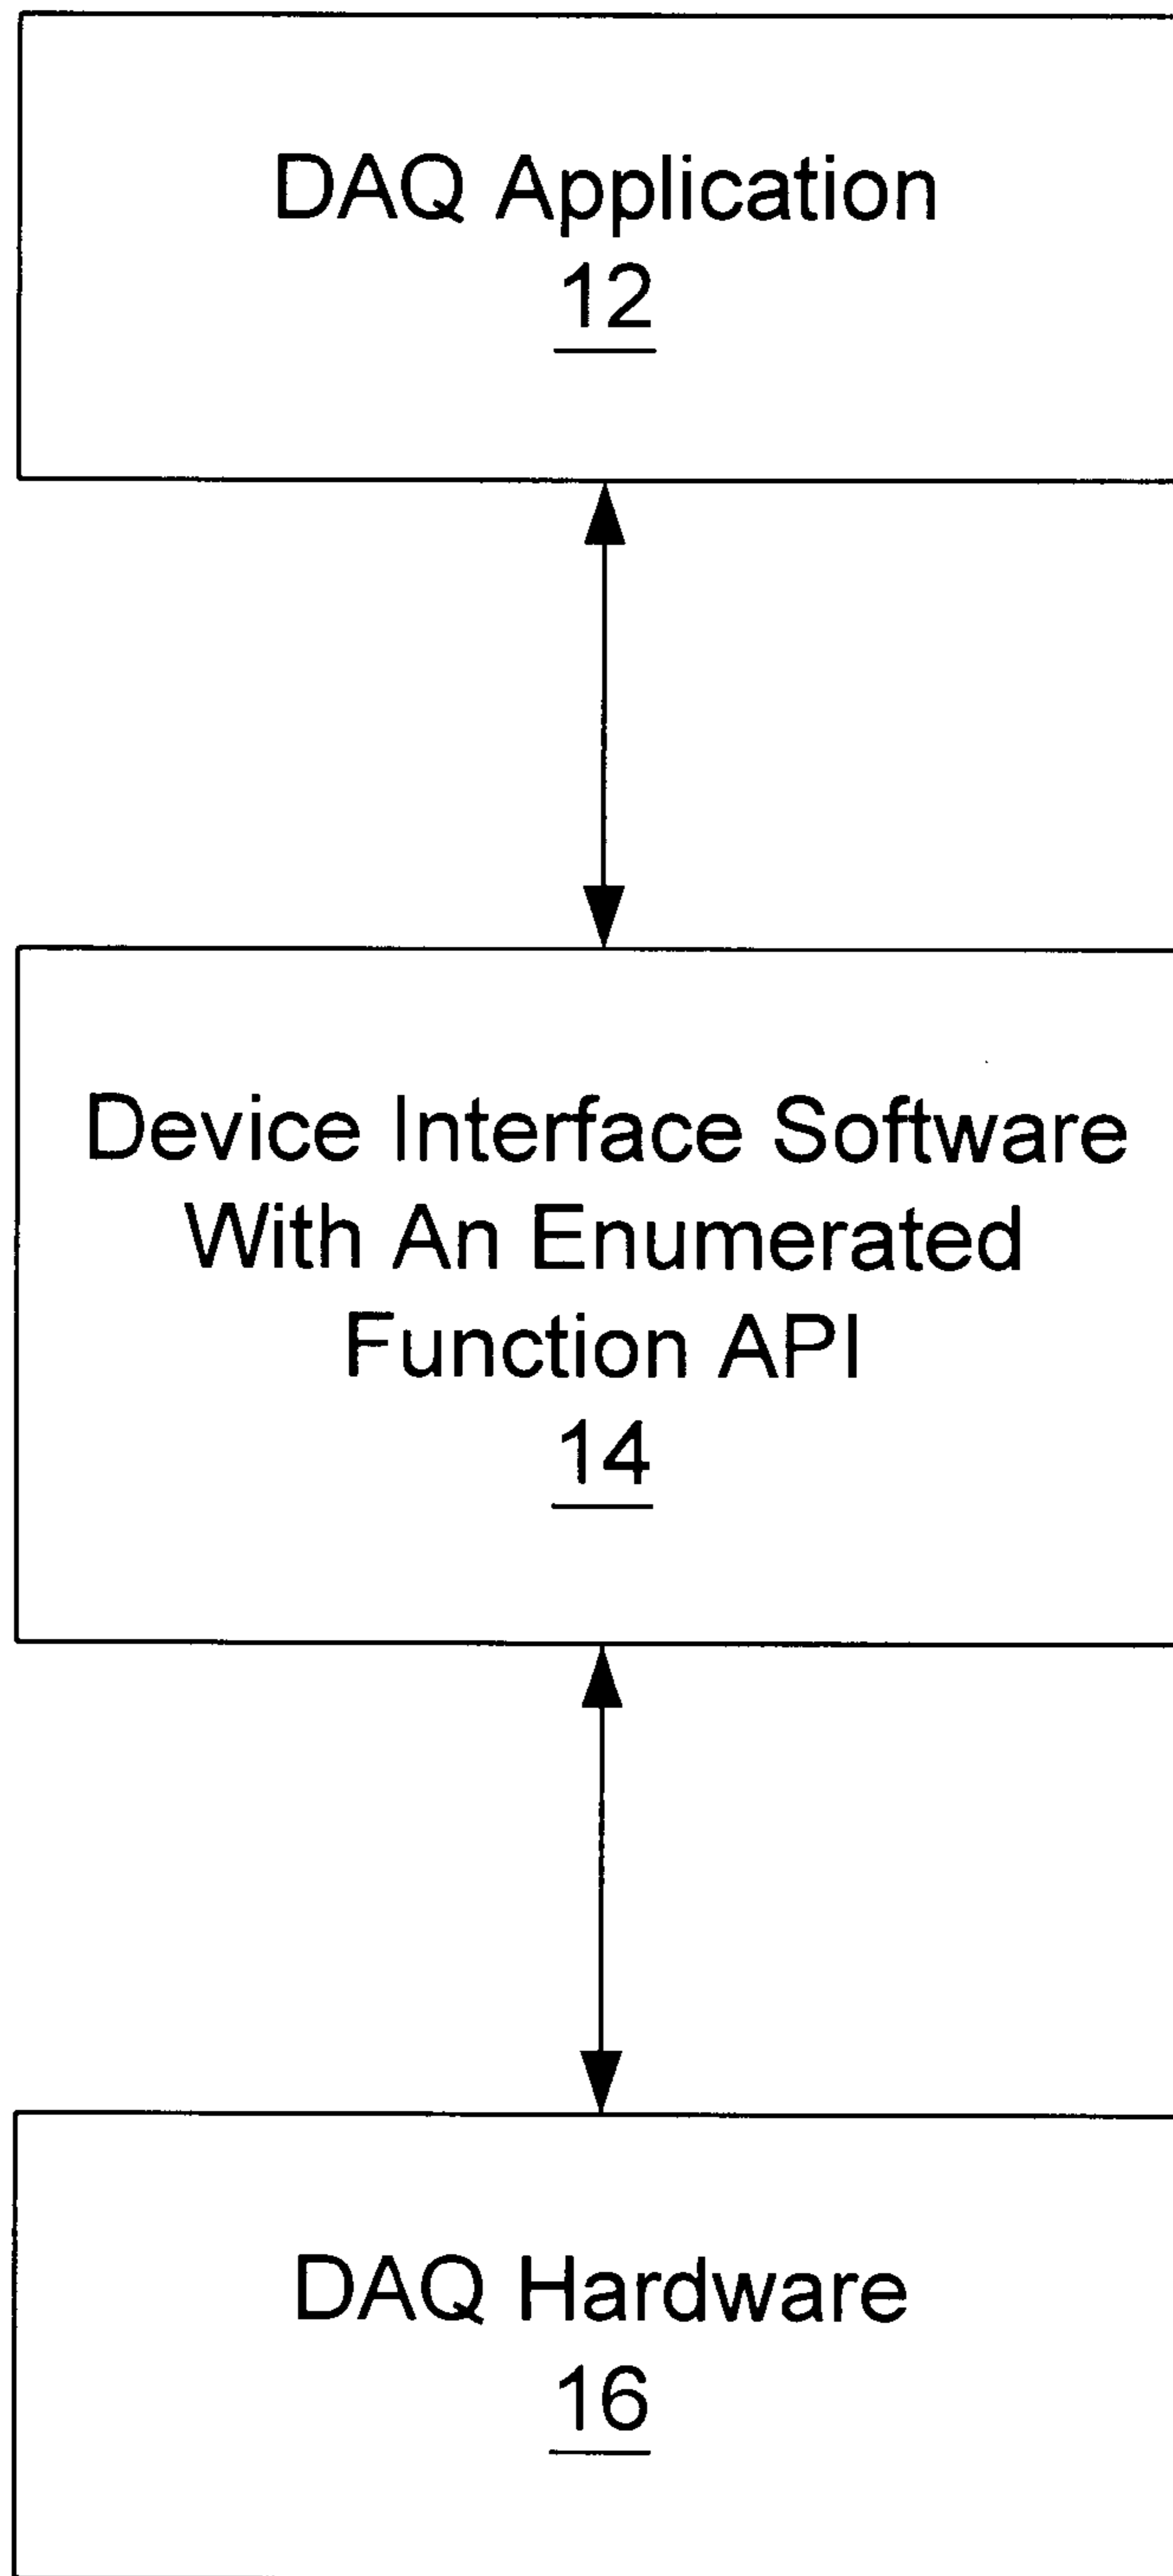 DAQ Application
12
Device Interface Software
With An Enumerated
Function API
14
DAQ Hardware
16